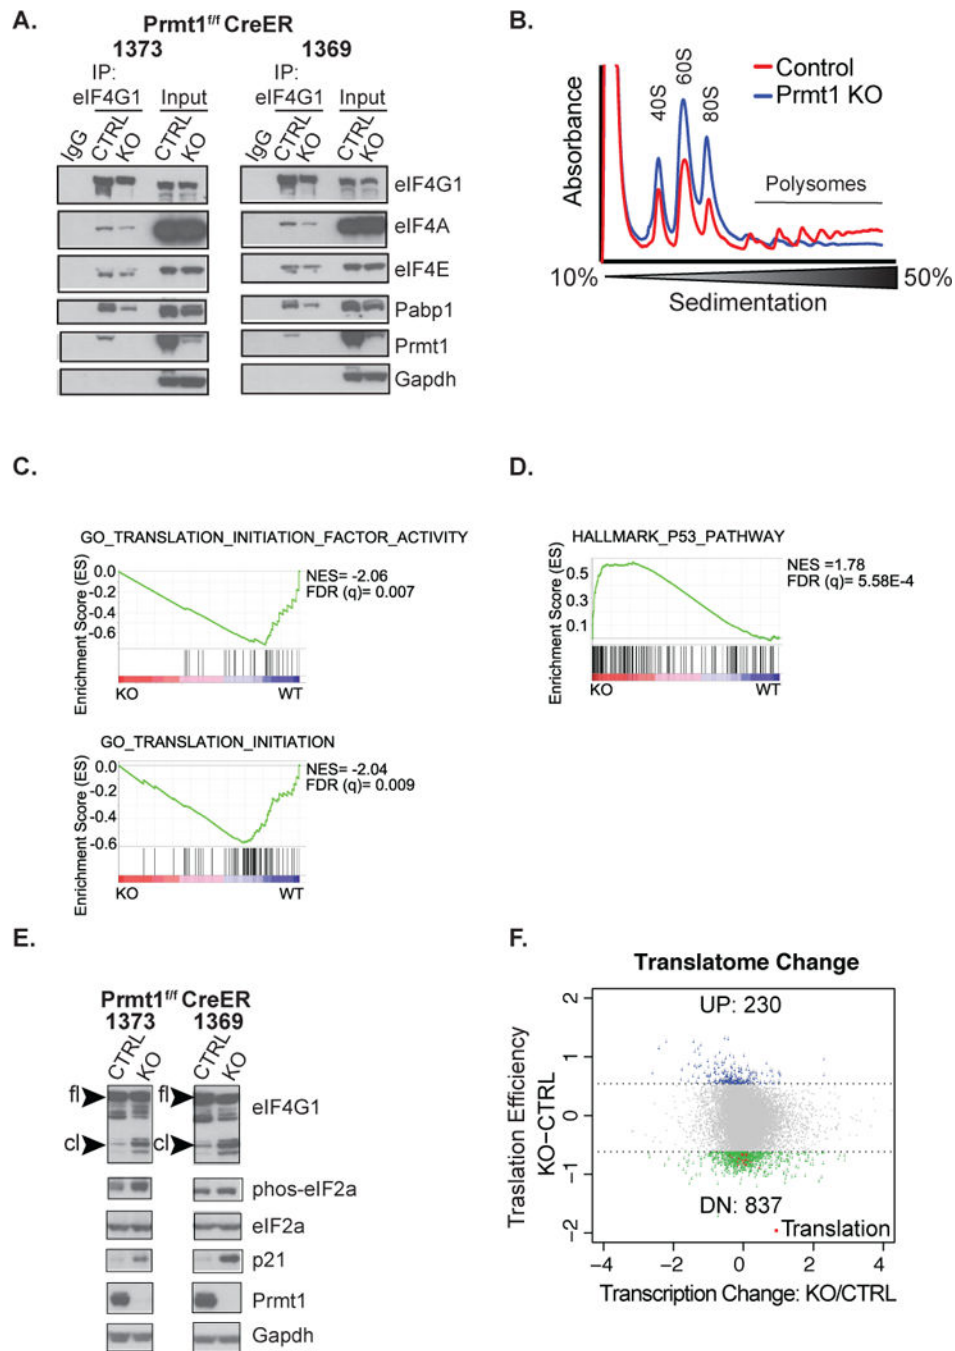 A.
Prmt1f/f CreER
1373
1369
IP:
eIF4G1
Input
IP:
eIF4G1
Input
IgG
CTRL
KO
CTRL
KO
IgG
CTRL
KO
CTRL
KO
eIF4G1
eIF4A
eIF4E
Pabp1
Prmt1
Gapdh
B.
Control
Prmt1 KO
Absorbance
40S
60S
80S
Polysomes
10%
50%
Sedimentation
C.
GO_TRANSLATION_INITIATION_FACTOR_ACTIVITY
Enrichment Score (ES)
0.0
-0.2
-0.4
-0.6
NES= -2.06
FDR (q)= 0.007
KO
WT
GO_TRANSLATION_INITIATION
Enrichment Score (ES)
0.0
-0.2
-0.4
-0.6
NES= -2.04
FDR (q)= 0.009
KO
WT
D.
HALLMARK_P53_PATHWAY
Enrichment Score (ES)
0.5
0.3
0.1
NES =1.78
FDR (q)= 5.58E-4
KO
WT
E.
Prmt1f/f CreER
1373
1369
CTRL
KO
CTRL
KO
fl
fl
eIF4G1
cl
cl
phos-eIF2a
eIF2a
p21
Prmt1
Gapdh
F.
Translatome Change
Traslation Efficiency
KO−CTRL
2
1
0
−1
−2
UP: 230
DN: 837
Translation
−4
−2
0
2
4
Transcription Change: KO/CTRL